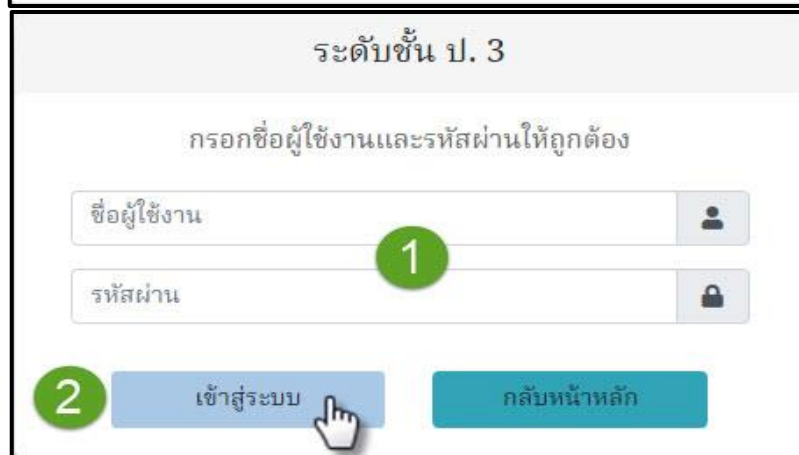 ระดับชั้น ป. 3
กรอกชื่อผู้ใช้งานและรหัสผ่านให้ถูกต้อง
ชื่อผู้ใช้งาน
1
รหัสผ่าน
2 เข้าสู่ระบบ กลับหน้าหลัก